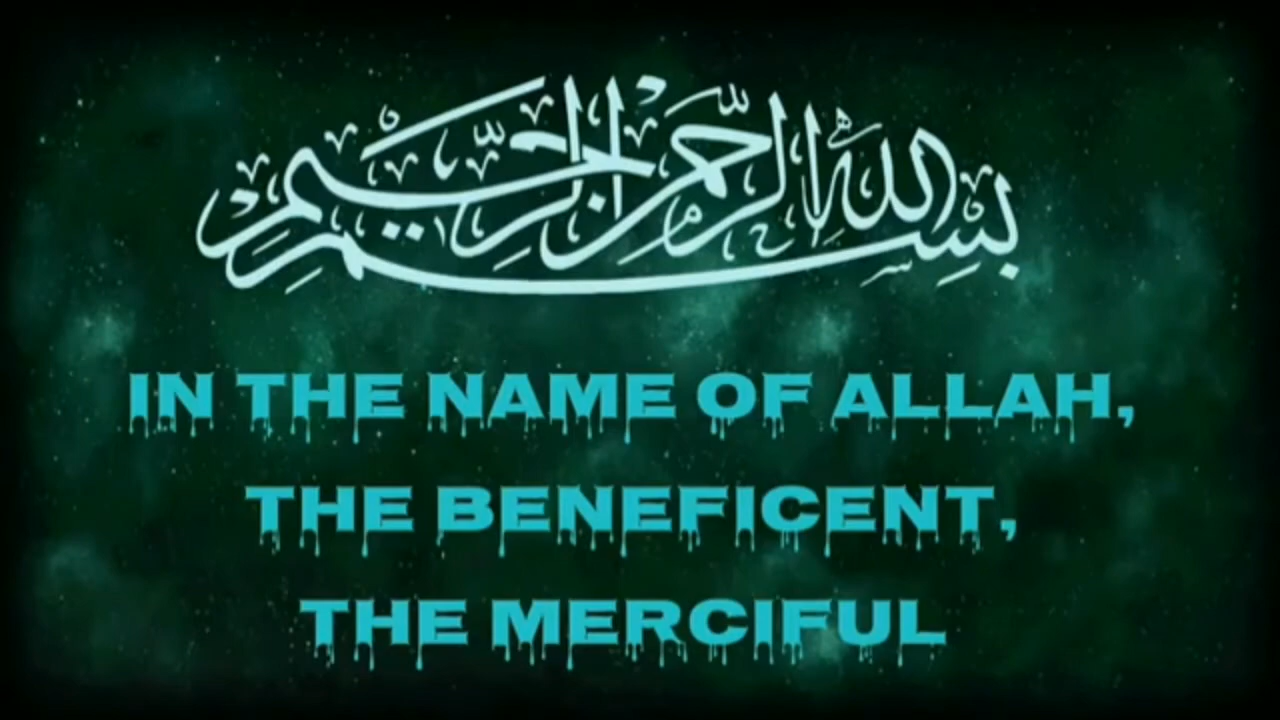 بسم الله الرحمن الرحيم
IN THE NAME OF ALLAH,
THE BENEFICENT,
THE MERCIFUL